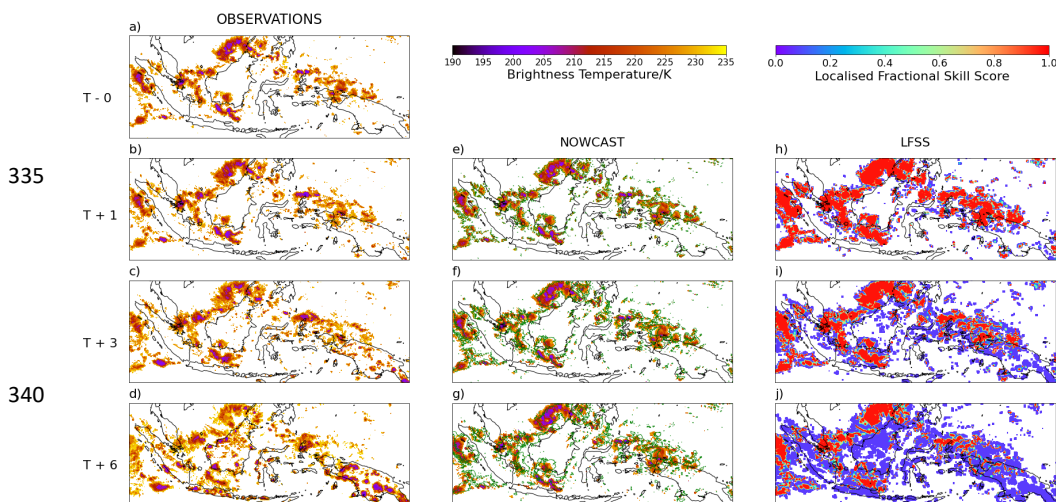 OBSERVATIONS
a)
T - 0
190 195 200 205 210 215 220 225 230 235
Brightness Temperature/K
0.0 0.2 0.4 0.6 0.8 1.0
Localised Fractional Skill Score
NOWCAST
LFSS
335
b)
e)
h)
T + 1
c)
f)
i)
T + 3
340
d)
g)
j)
T + 6